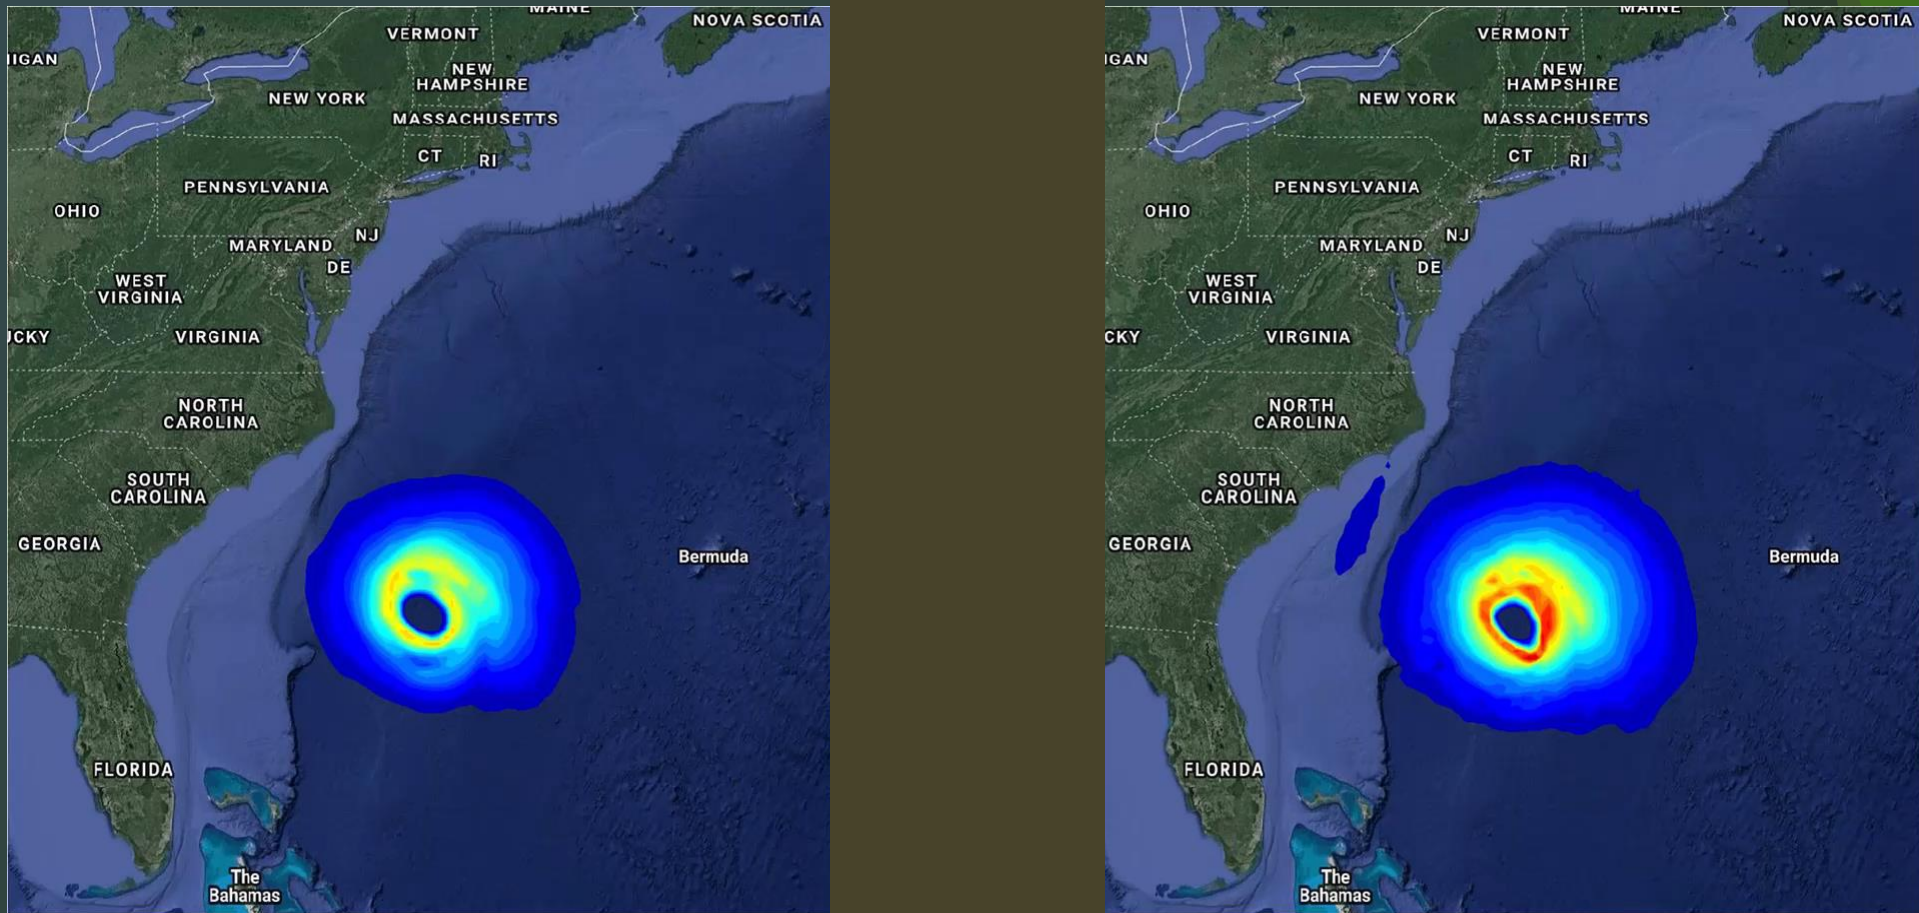 MAINE
NOVA SCOTIA
VERMONT
IIGAN
NEW
HAMPSHIRE
NEW YORK
MASSACHUSETTS
CT
RI
PENNSYLVANIA
OHIO
NJ
MARYLAND
DE
WEST
VIRGINIA
UCKY
VIRGINIA
NORTH
CAROLINA
SOUTH
CAROLINA
GEORGIA
Bermuda
FLORIDA
The
Bahamas
MAINE
NOVA SCOTIA
VERMONT
IGAN
NEW
HAMPSHIRE
NEW YORK
MASSACHUSETTS
CT
RI
PENNSYLVANIA
OHIO
NJ
MARYLAND
DE
WEST
VIRGINIA
CKY
VIRGINIA
NORTH
CAROLINA
SOUTH
CAROLINA
GEORGIA
Bermuda
FLORIDA
The
Bahamas